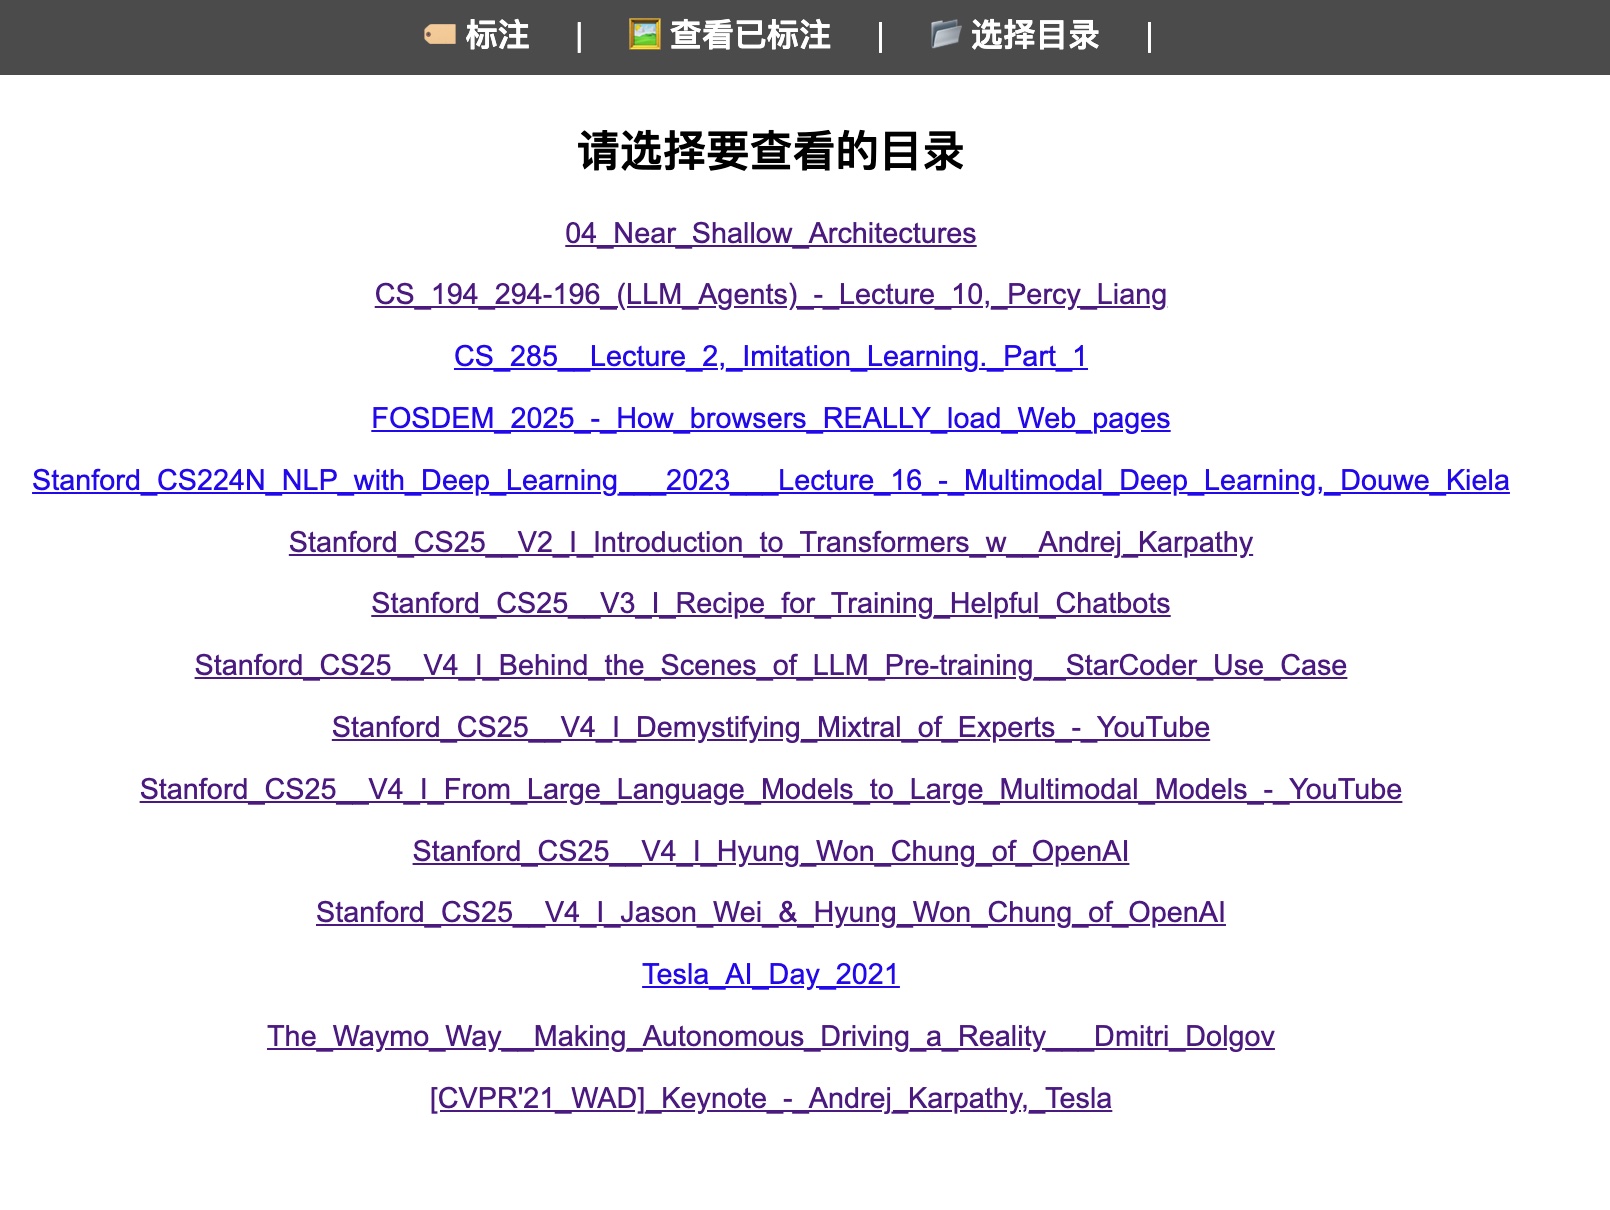 标注 | 查看已标注 | 选择目录 |
请选择要查看的目录
04_Near_Shallow_Architectures
CS_194_294-196_(LLM_Agents)_-_Lecture_10,_Percy_Liang
CS_285__Lecture_2,_Imitation_Learning._Part_1
FOSDEM_2025_-_How_browsers_REALLY_load_Web_pages
Stanford_CS224N_NLP_with_Deep_Learning___2023___Lecture_16_-_Multimodal_Deep_Learning,_Douwe_Kiela
Stanford_CS25__V2_I_Introduction_to_Transformers_w__Andrej_Karpathy
Stanford_CS25__V3_I_Recipe_for_Training_Helpful_Chatbots
Stanford_CS25__V4_I_Behind_the_Scenes_of_LLM_Pre-training__StarCoder_Use_Case
Stanford_CS25__V4_I_Demystifying_Mixtral_of_Experts_-_YouTube
Stanford_CS25__V4_I_From_Large_Language_Models_to_Large_Multimodal_Models_-_YouTube
Stanford_CS25__V4_I_Hyung_Won_Chung_of_OpenAI
Stanford_CS25__V4_I_Jason_Wei_&_Hyung_Won_Chung_of_OpenAI
Tesla_AI_Day_2021
The_Waymo_Way__Making_Autonomous_Driving_a_Reality___Dmitri_Dolgov
[CVPR'21_WAD]_Keynote_-_Andrej_Karpathy,_Tesla